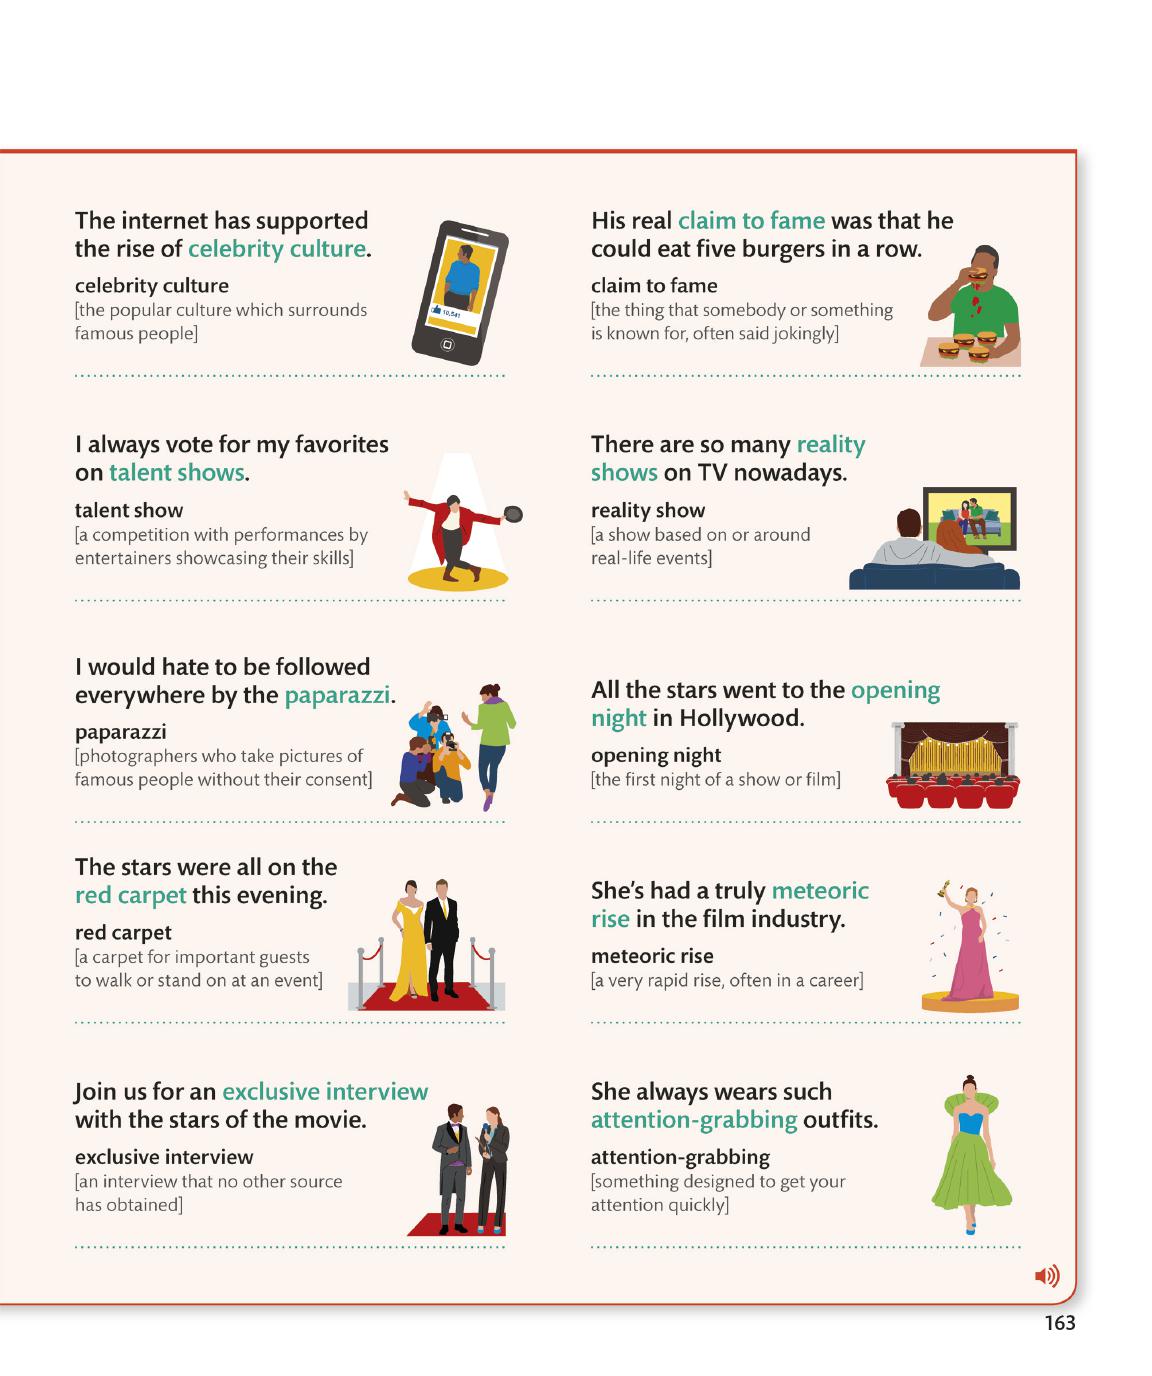 The internet has supported
the rise of celebrity culture.
celebrity culture
[the popular culture which surrounds
famous people]
10,541
I always vote for my favorites
on talent shows.
talent show
[a competition with performances by
entertainers showcasing their skills]
I would hate to be followed
everywhere by the paparazzi.
paparazzi
[photographers who take pictures of
famous people without their consent]
The stars were all on the
red carpet this evening.
red carpet
[a carpet for important guests
to walk or stand on at an event]
Join us for an exclusive interview
with the stars of the movie.
exclusive interview
[an interview that no other source
has obtained]
His real claim to fame was that he
could eat five burgers in a row.
claim to fame
[the thing that somebody or something
is known for, often said jokingly]
There are so many reality
shows on TV nowadays.
reality show
[a show based on or around
real-life events]
All the stars went to the opening
night in Hollywood.
opening night
[the first night of a show or film]
She's had a truly meteoric
rise in the film industry.
meteoric rise
[a very rapid rise, often in a career]
She always wears such
attention-grabbing outfits.
attention-grabbing
[something designed to get your
attention quickly]
163